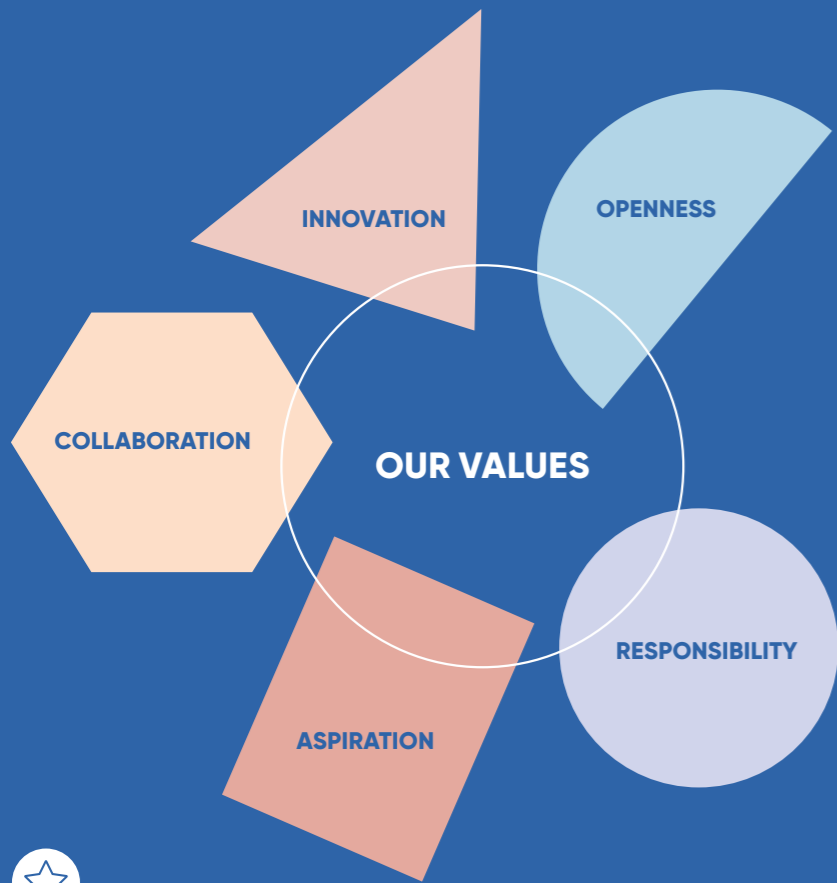 INNOVATION
OPENNESS
COLLABORATION
OUR VALUES
RESPONSIBILITY
ASPIRATION